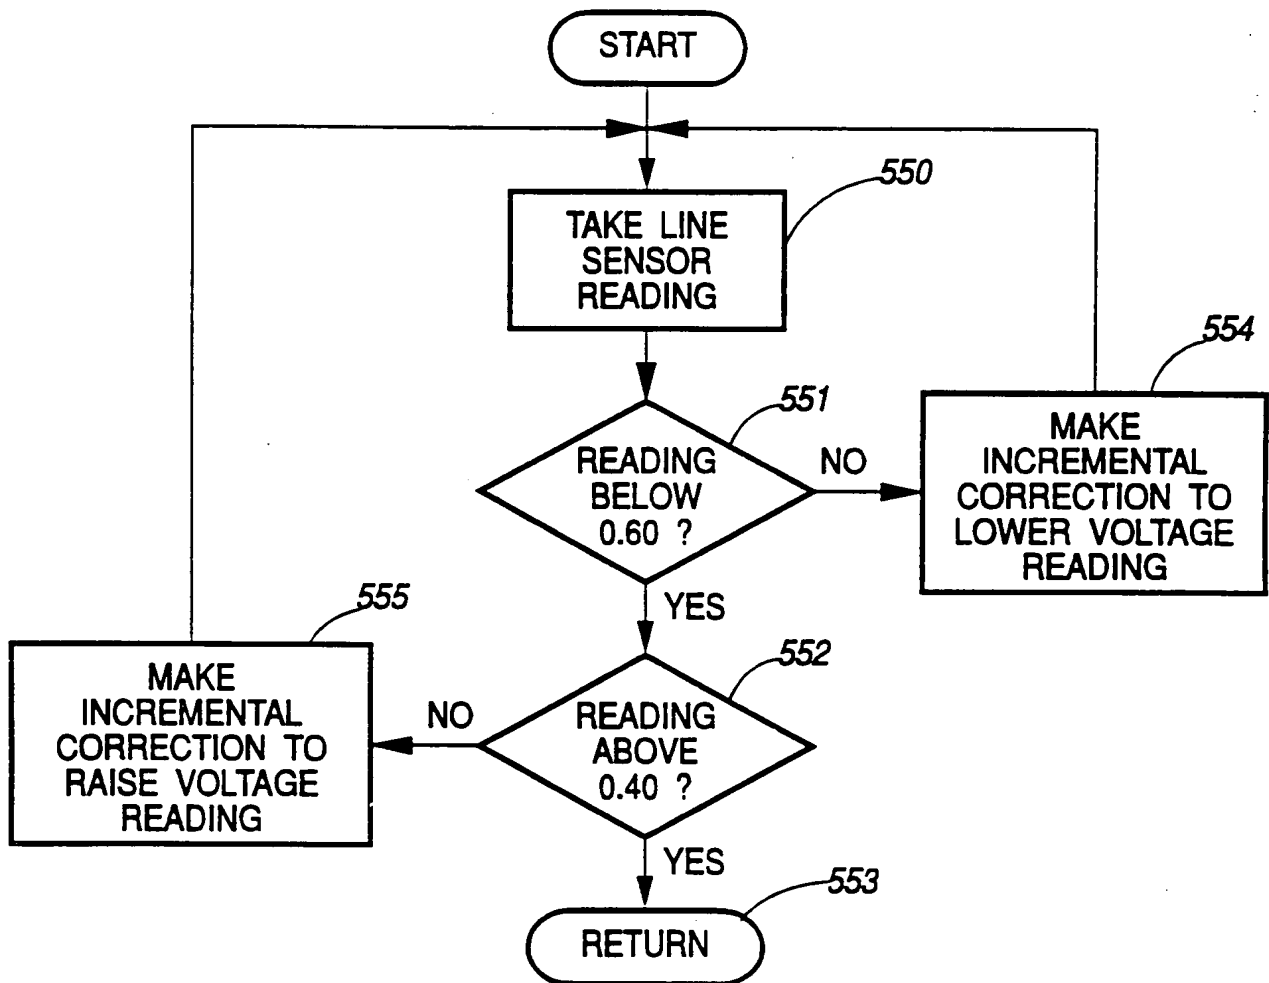 START
550
TAKE LINE
SENSOR
READING
554
551
READING
BELOW
0.60 ?
NO
MAKE
INCREMENTAL
CORRECTION TO
LOWER VOLTAGE
READING
YES
555
552
MAKE
INCREMENTAL
CORRECTION TO
RAISE VOLTAGE
READING
NO
READING
ABOVE
0.40 ?
YES
553
RETURN